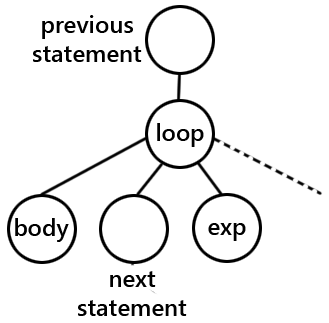 previous
statement
loop
body
exp
next
statement